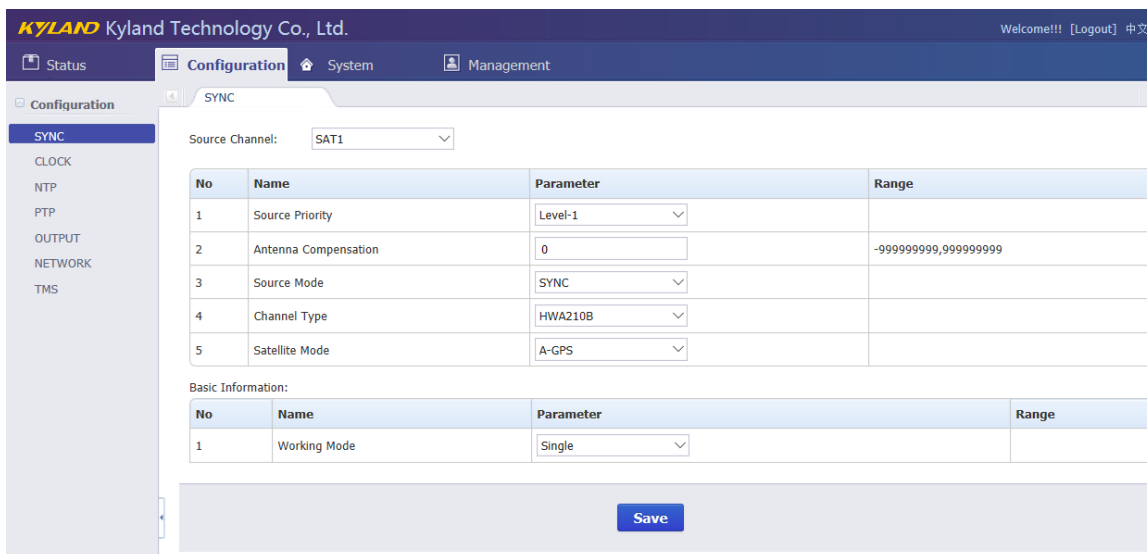 KYLAND Kyland Technology Co., Ltd. Welcome!!! [Logout] 中文
Status Configuration System Management
Configuration SYNC
SYNC
CLOCK
NTP
PTP
OUTPUT
NETWORK
TMS
Source Channel: SAT1
No Name Parameter Range
1 Source Priority Level-1
2 Antenna Compensation 0 -999999999,999999999
3 Source Mode SYNC
4 Channel Type HWA210B
5 Satellite Mode A-GPS
Basic Information:
No Name Parameter Range
1 Working Mode Single
Save